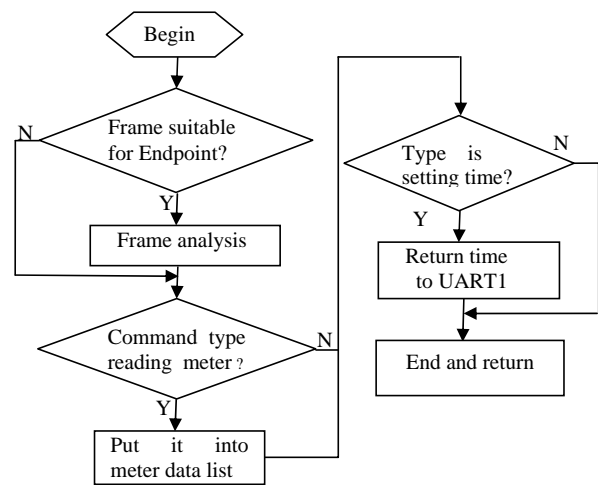 Begin
N
Frame suitable
for Endpoint?
Y
Frame analysis
Command type
reading meter?
N
Y
Put it into
meter data list
Type is
setting time?
N
Y
Return time
to UART1
End and return